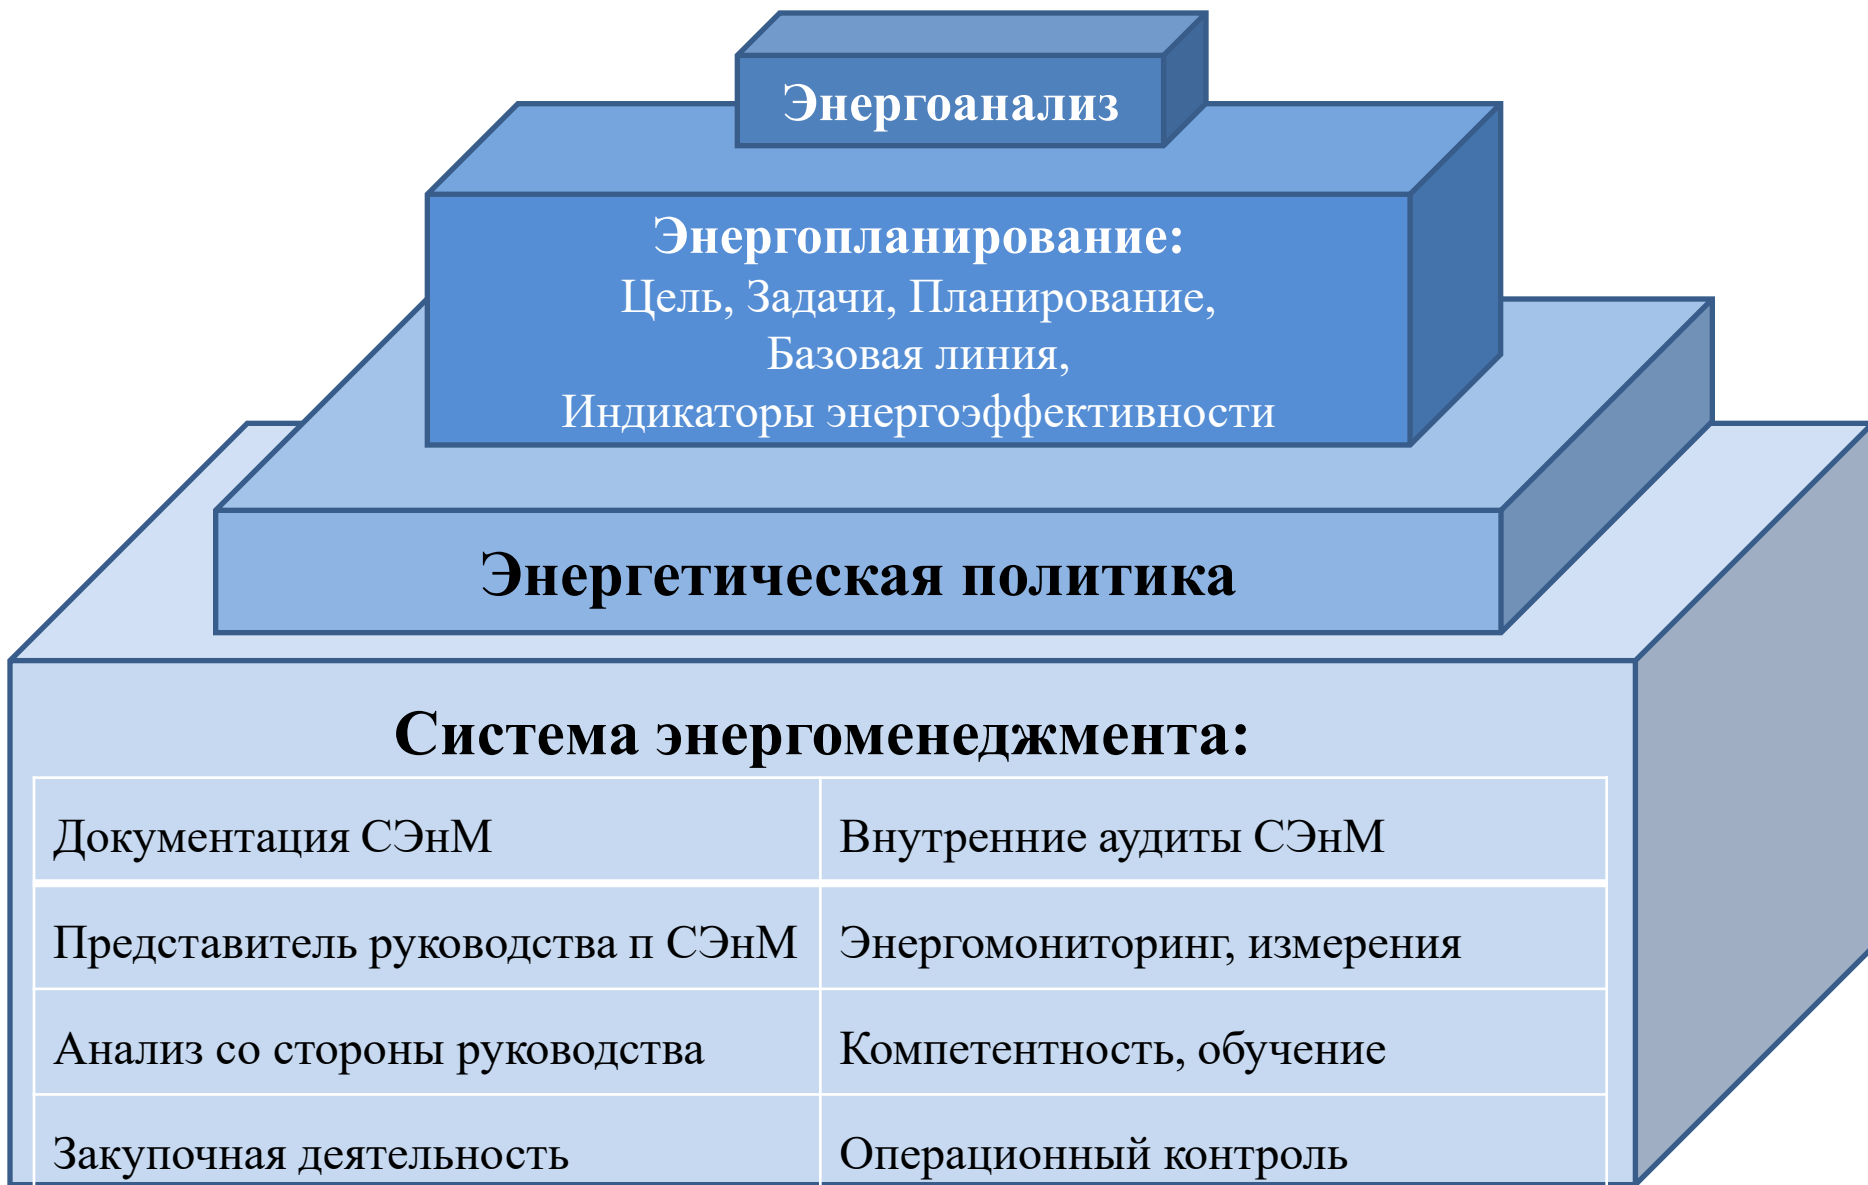 Энергоанализ
Энергопланирование:
Цель, Задачи, Планирование,
Базовая линия,
Индикаторы энергоэффективности
Энергетическая политика
Система энергоменеджмента:
Документация СЭнМ
Внутренние аудиты СЭнМ
Представитель руководства п СЭнМ
Энергомониторинг, измерения
Анализ со стороны руководства
Компетентность, обучение
Закупочная деятельность
Операционный контроль